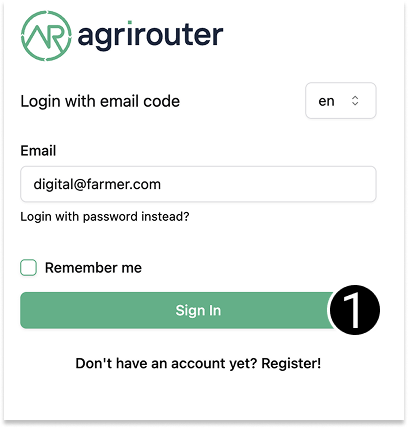 AR agrirouter
Login with email code
en
Email
digital@farmer.com
Login with password instead?
Remember me
Sign In
1
Don't have an account yet? Register!